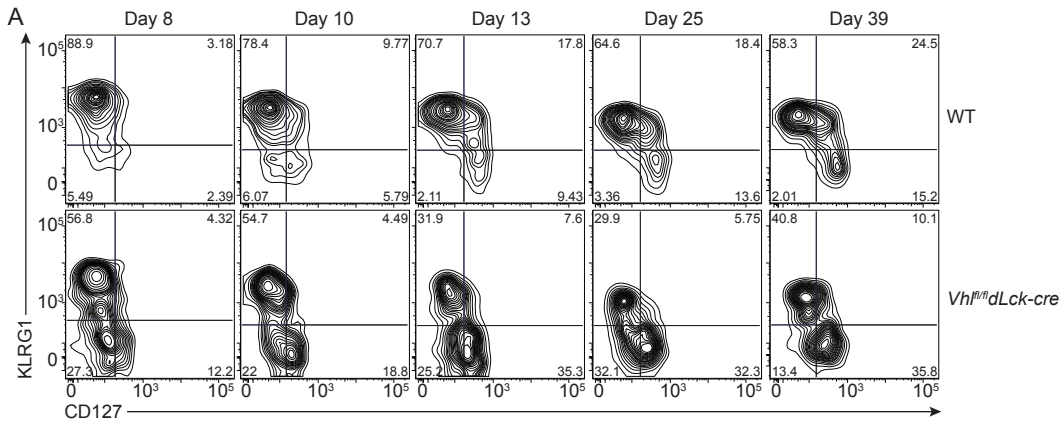 A
Day 8 Day 10 Day 13 Day 25 Day 39
88.9 3.18 78.4 9.77 70.7 17.8 64.6 18.4 58.3 24.5
10⁵
10³
0
WT
5.49 2.39 6.07 5.79 2.11 9.43 3.36 13.6 2.01 15.2
56.8 4.32 54.7 4.49 31.9 7.6 29.9 5.75 40.8 10.1
10⁵
10³
0
Vhlᶠˡ/ᶠˡdLck-cre
27.3 12.2 22 18.8 25.2 35.3 32.1 32.3 13.4 35.8
0 10³ 10⁵ 0 10³ 10⁵ 0 10³ 10⁵ 0 10³ 10⁵ 0 10³ 10⁵
KLRG1
CD127